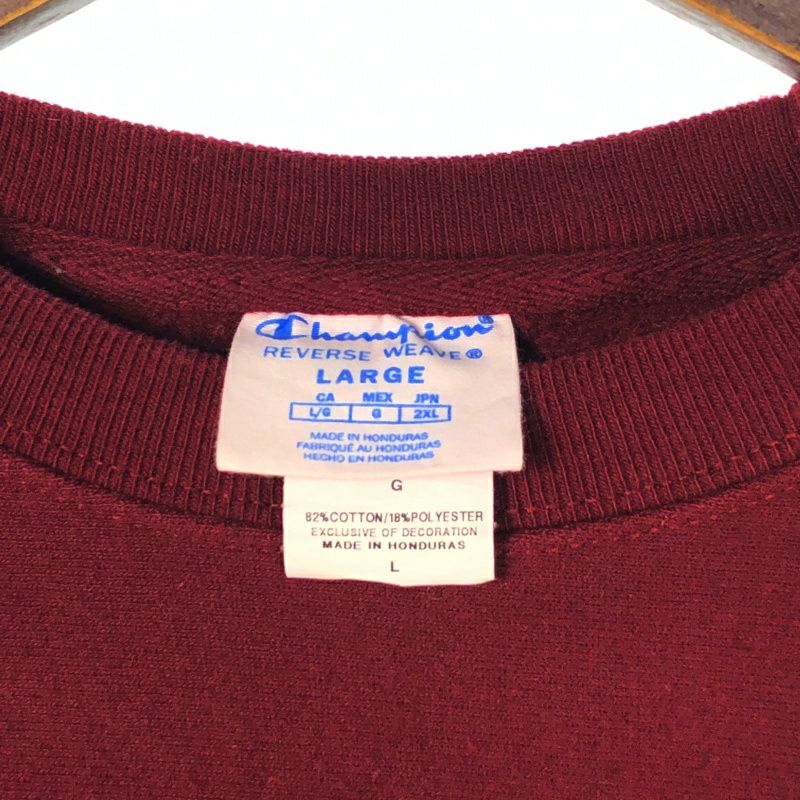 Champion®
REVERSE WEAVE®
LARGE
CA MEX JPN
L/G G 2XL
MADE IN HONDURAS
FABRIQUÉ AU HONDURAS
HECHO EN HONDURAS
G
82%COTTON/18%POLYESTER
EXCLUSIVE OF DECORATION
MADE IN HONDURAS
L